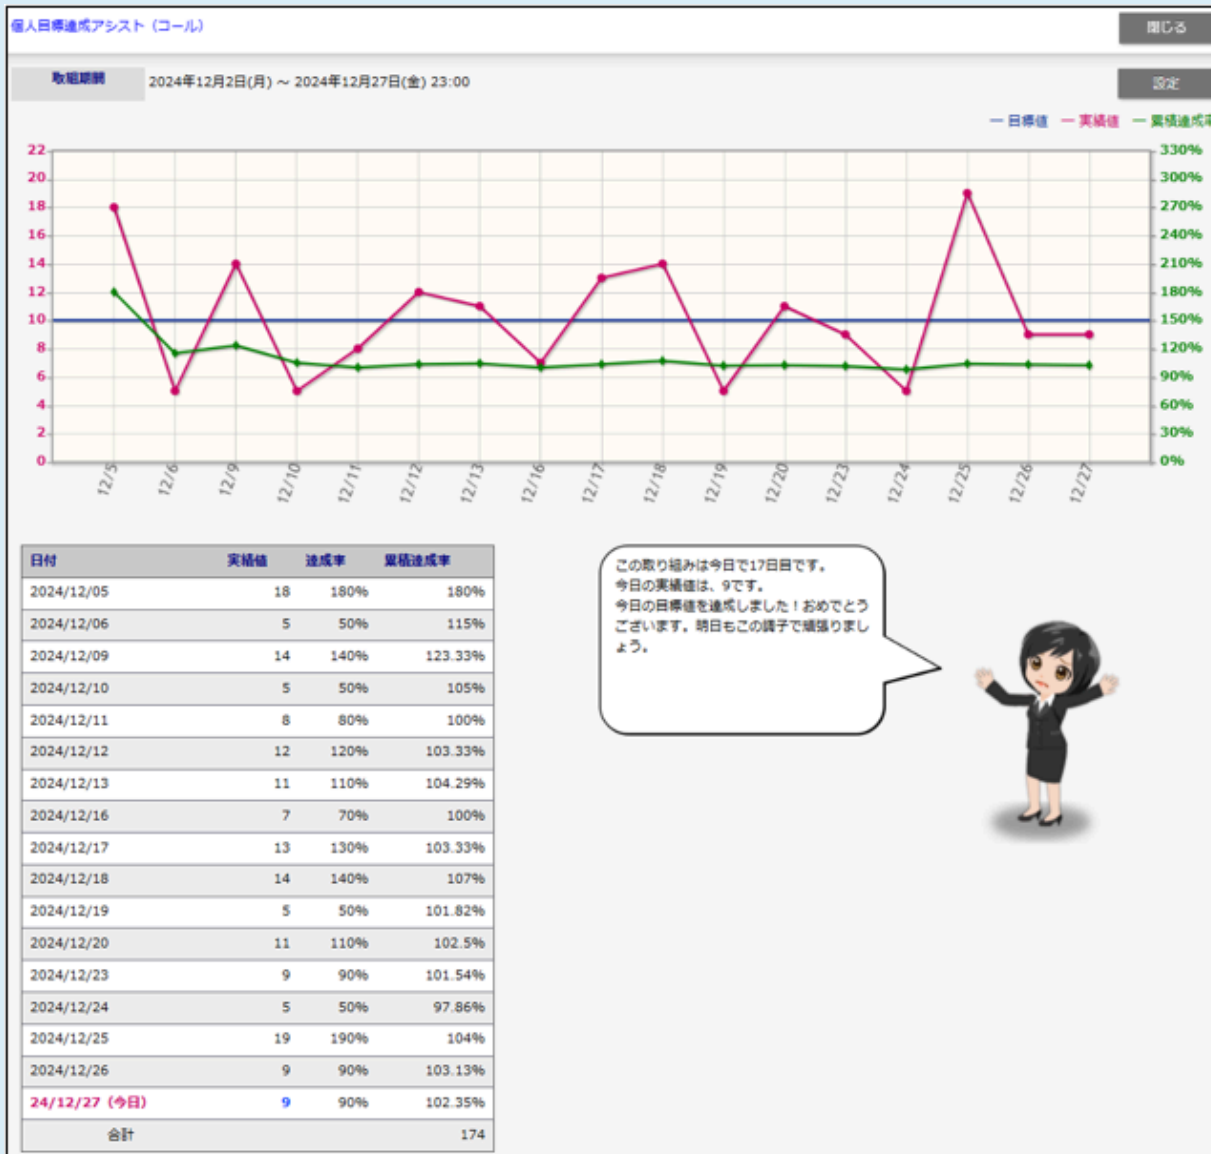 個人目標達成アシスト（コール）
閉じる
取組期間 2024年12月2日(月) ～ 2024年12月27日(金) 23:00
設定
目標値 実績値 累積達成率
22 330%
20 300%
18 270%
16 240%
14 210%
12 180%
10 150%
8 120%
6 90%
4 60%
2 30%
0 0%
12/5 12/6 12/9 12/10 12/11 12/12 12/13 12/16 12/17 12/18 12/19 12/20 12/23 12/24 12/25 12/26 12/27
日付 実績値 達成率 累積達成率
2024/12/05 18 180% 180%
2024/12/06 5 50% 115%
2024/12/09 14 140% 123.33%
2024/12/10 5 50% 105%
2024/12/11 8 80% 100%
2024/12/12 12 120% 103.33%
2024/12/13 11 110% 104.29%
2024/12/16 7 70% 100%
2024/12/17 13 130% 103.33%
2024/12/18 14 140% 107%
2024/12/19 5 50% 101.82%
2024/12/20 11 110% 102.5%
2024/12/23 9 90% 101.54%
2024/12/24 5 50% 97.86%
2024/12/25 19 190% 104%
2024/12/26 9 90% 103.13%
24/12/27（今日） 9 90% 102.35%
合計 174
この取り組みは今日で17日目です。
今日の実績値は、9です。
今日の目標値を達成しました！おめでとう
ございます。明日もこの調子で頑張りまし
ょう。